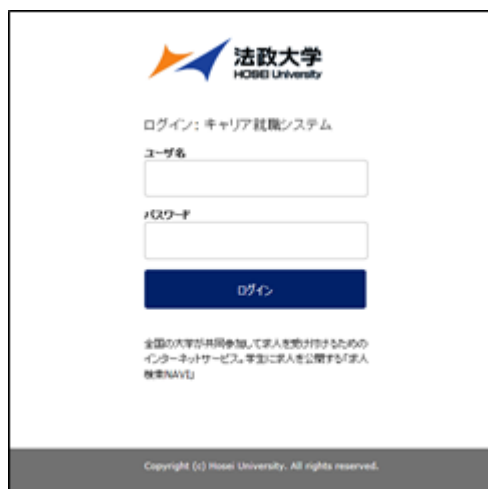 法政大学
HOSEI University
ログイン: キャリア就職システム
ユーザ名
パスワード
ログイン
全国の大学が共同参加して求人を受け付けるための
インターネットサービス。学生に求人を公開する「求人
検索NAVI」
Copyright (c) Hosei University. All rights reserved.